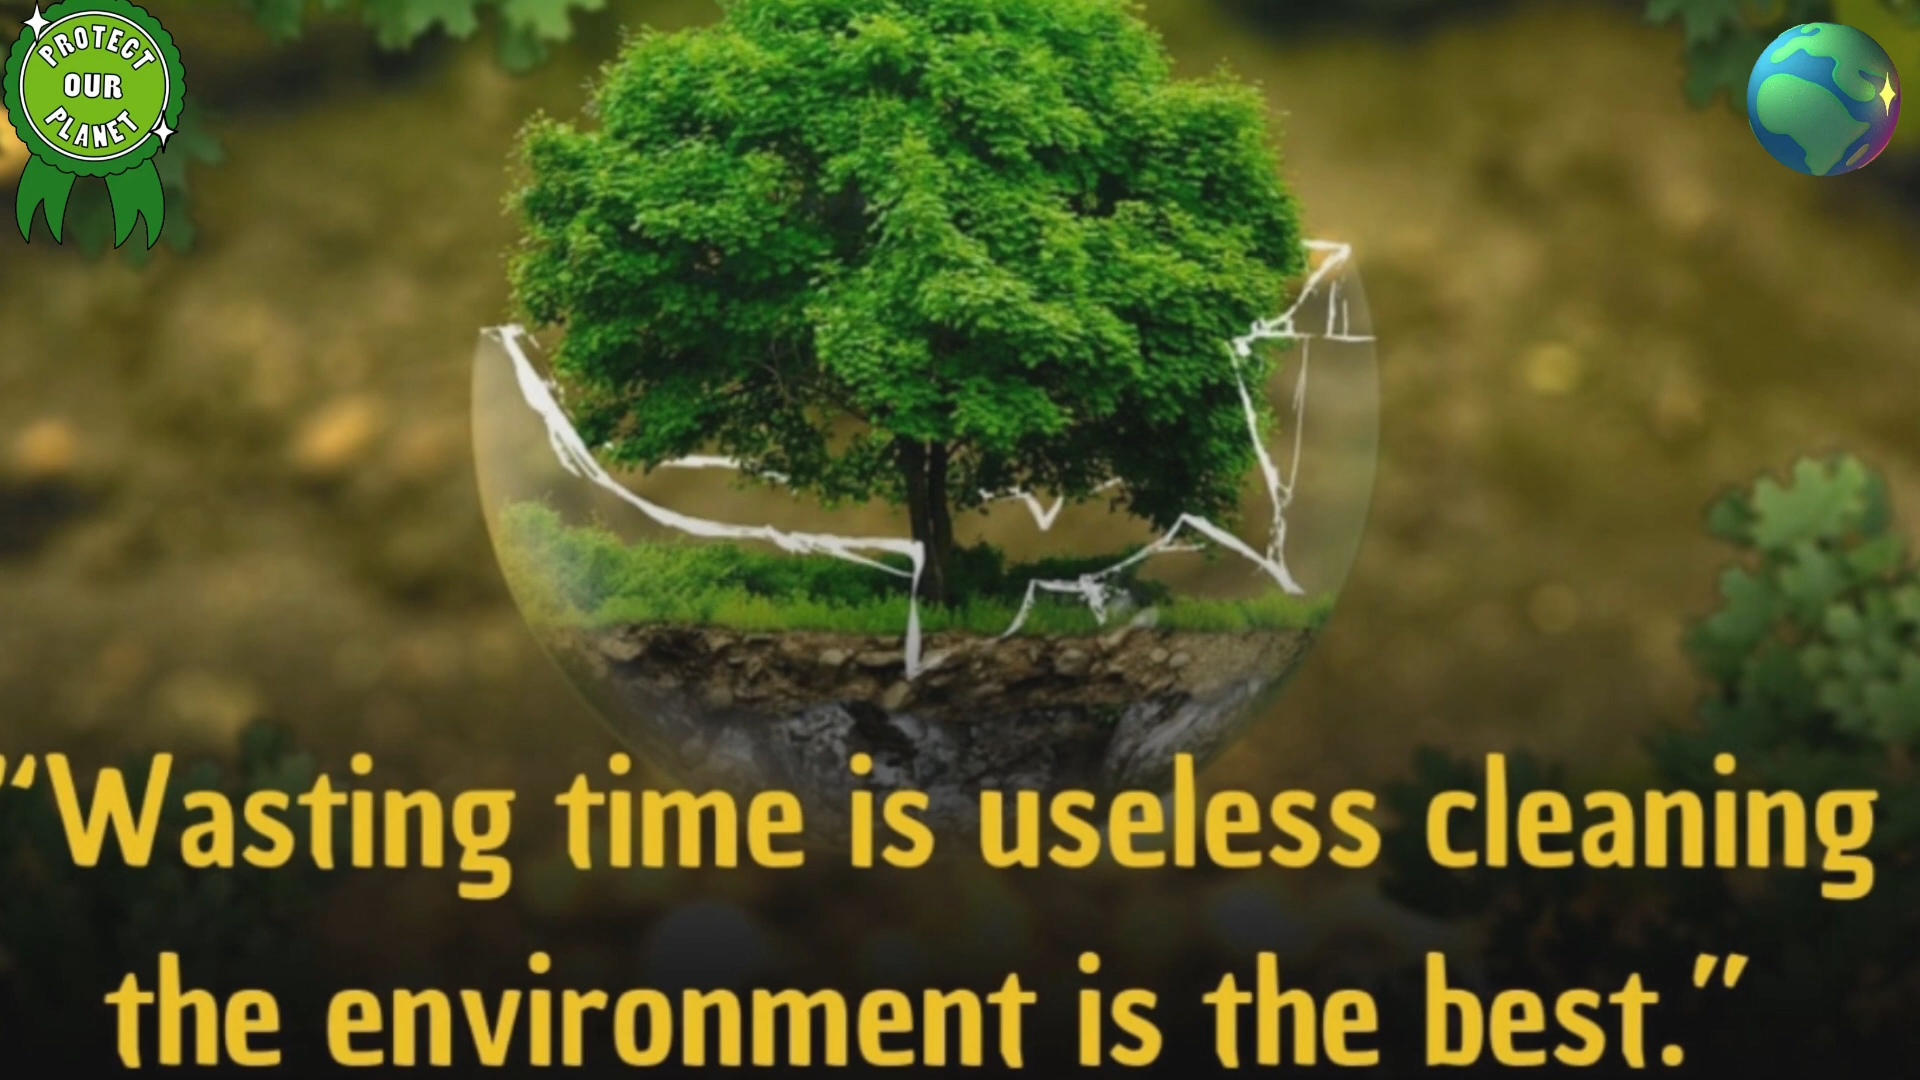 PROTECT
OUR
PLANET
“Wasting time is useless cleaning
the environment is the best.”